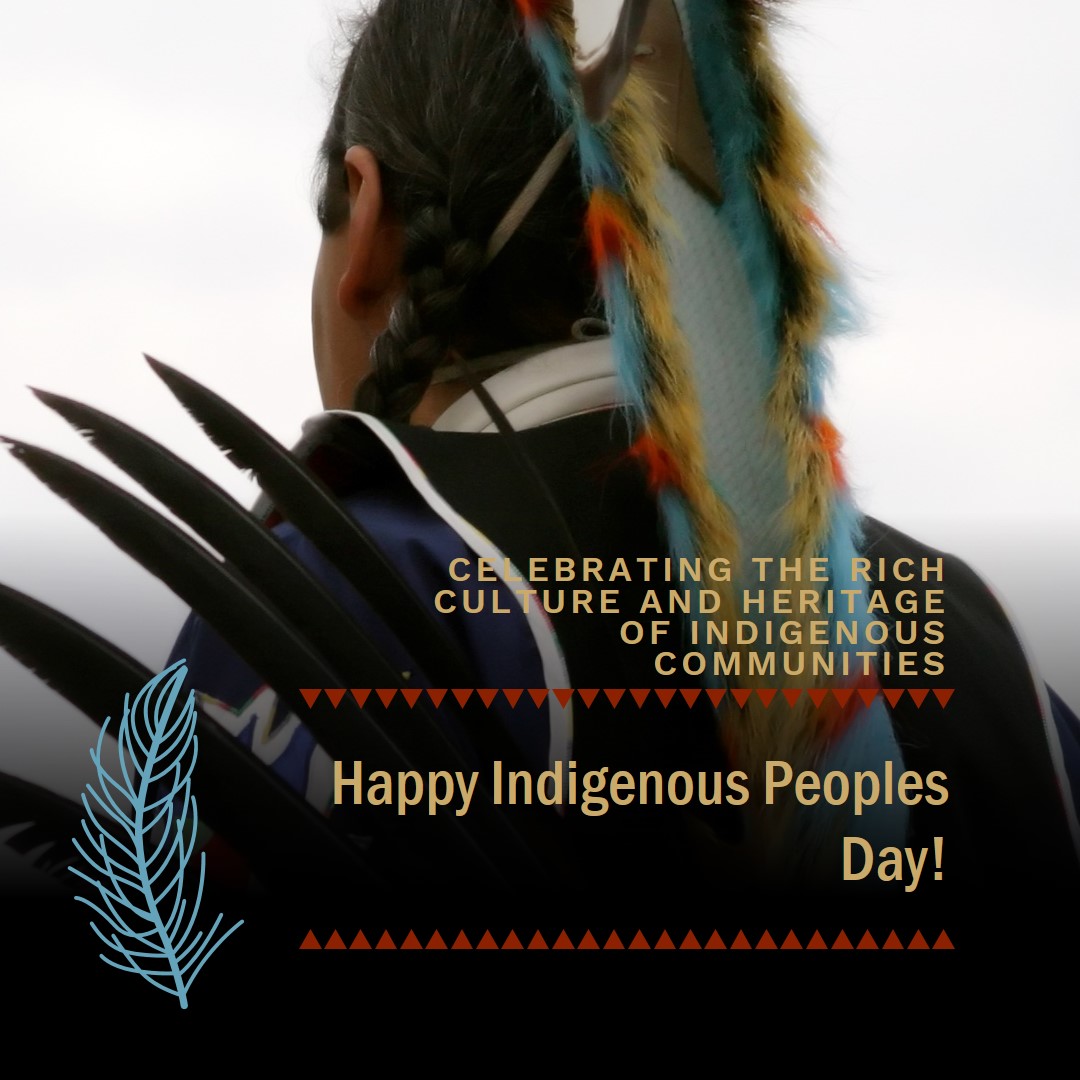 CELEBRATING THE RICH
CULTURE AND HERITAGE
OF INDIGENOUS
COMMUNITIES
Happy Indigenous Peoples
Day!